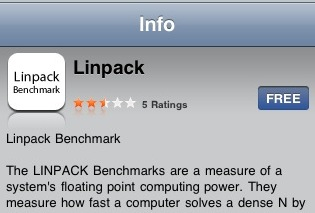 Info
Linpack
Benchmark
Linpack
5 Ratings
FREE
Linpack Benchmark
The LINPACK Benchmarks are a measure of a
system's floating point computing power. They
measure how fast a computer solves a dense N by